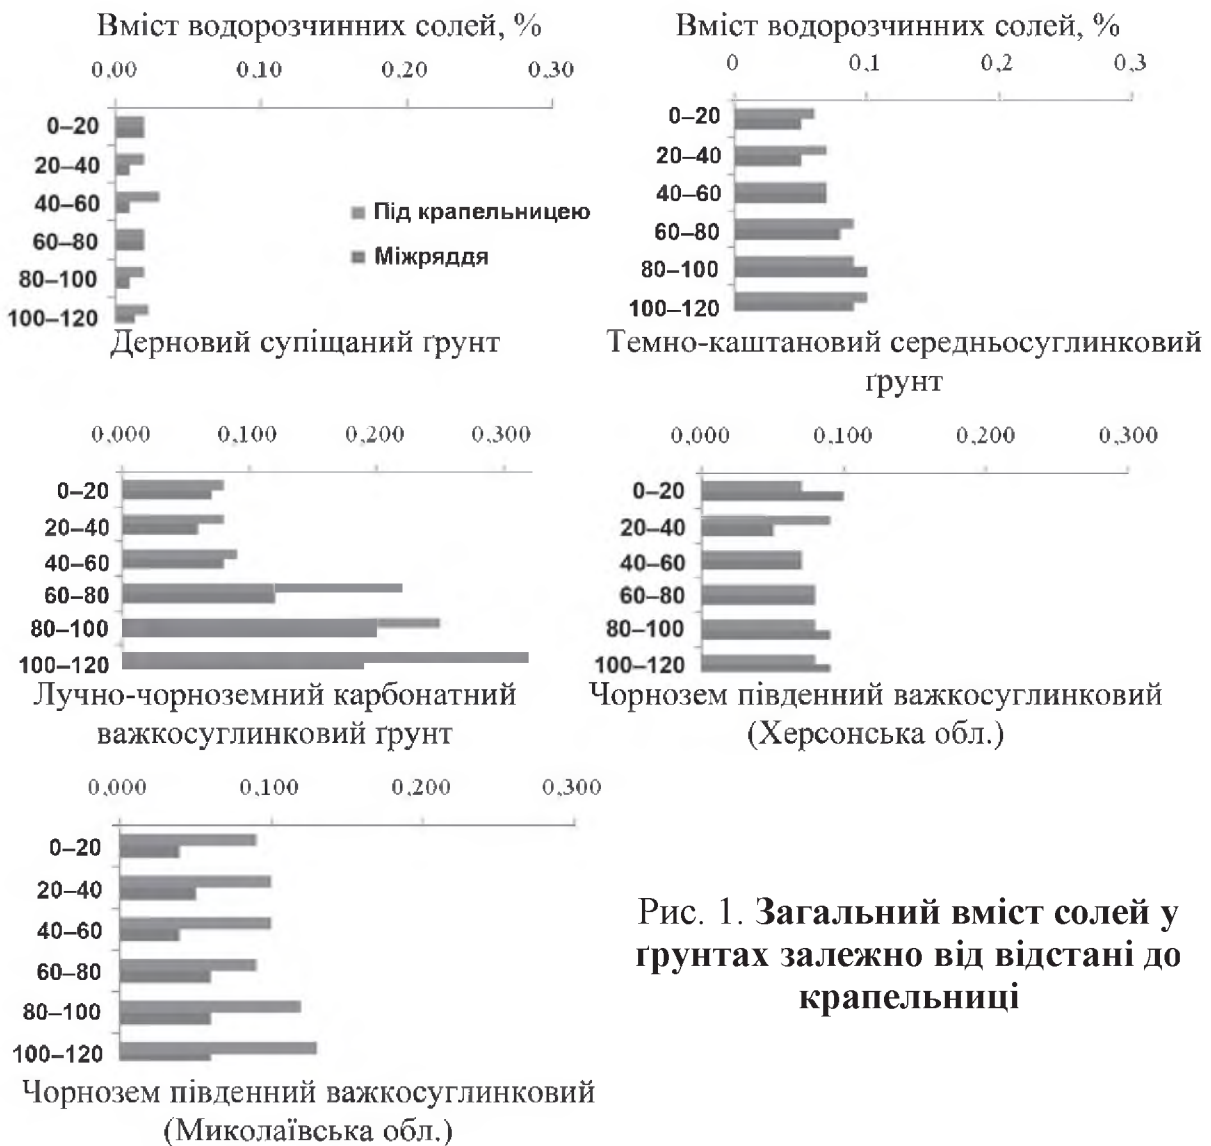 Вміст водорозчинних солей, %
0,00 0,10 0,20 0,30
0–20
20–40
40–60
60–80
80–100
100–120
Під крапельницею
Міжряддя
Дерновий супіщаний ґрунт
Вміст водорозчинних солей, %
0 0,1 0,2 0,3
0–20
20–40
40–60
60–80
80–100
100–120
Темно-каштановий середньосуглинковий
ґрунт
0,000 0,100 0,200 0,300
0–20
20–40
40–60
60–80
80–100
100–120
Лучно-чорноземний карбонатний
важкосуглинковий ґрунт
0,000 0,100 0,200 0,300
0–20
20–40
40–60
60–80
80–100
100–120
Чорнозем південний важкосуглинковий
(Херсонська обл.)
0,000 0,100 0,200 0,300
0–20
20–40
40–60
60–80
80–100
100–120
Чорнозем південний важкосуглинковий
(Миколаївська обл.)
Рис. 1. Загальний вміст солей у
ґрунтах залежно від відстані до
крапельниці